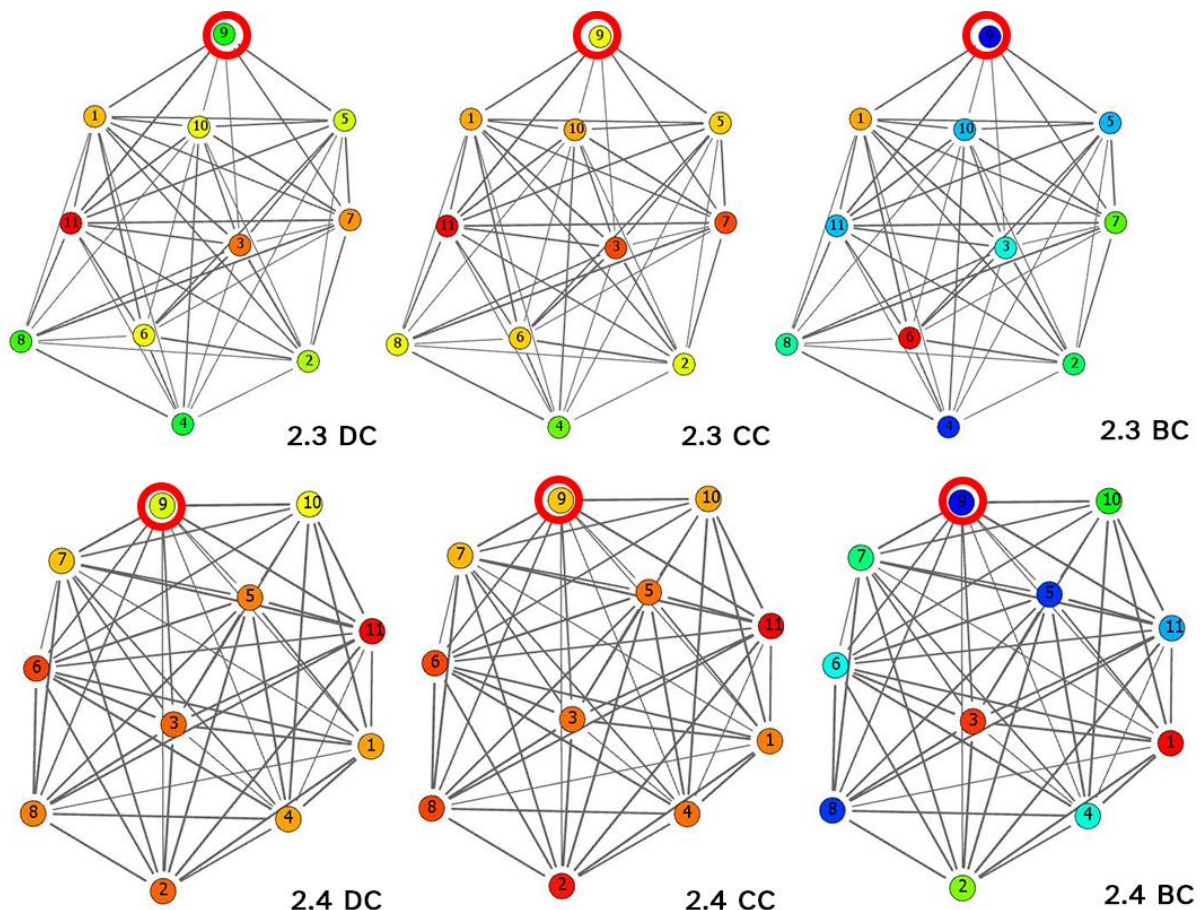 9 9 9
1 10 5 1 10 5 1 10 5
11 3 7 11 3 7 11 3 7
8 6 2 8 6 2 8 6 2
4 4 4
2.3 DC 2.3 CC 2.3 BC
9 10 9 10 9 10
7 5 7 5 7 5
6 11 6 11 6 11
3 1 3 1 3 1
8 4 8 4 8 4
2 2 2
2.4 DC 2.4 CC 2.4 BC